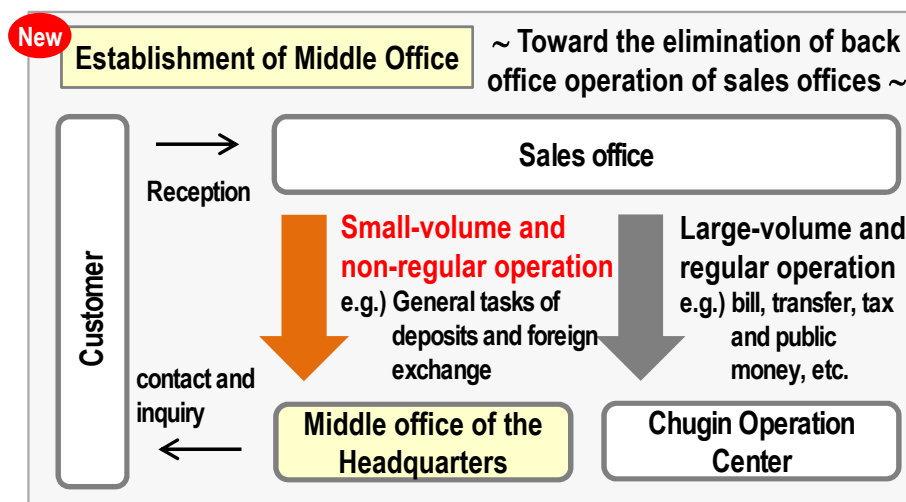 New
Establishment of Middle Office
~ Toward the elimination of back
office operation of sales offices ~
Customer
Reception
Sales office
Small-volume and
non-regular operation
e.g.) General tasks of
deposits and foreign
exchange
Large-volume and
regular operation
e.g.) bill, transfer, tax
and public
money, etc.
contact and
inquiry
Middle office of the
Headquarters
Chugin Operation
Center